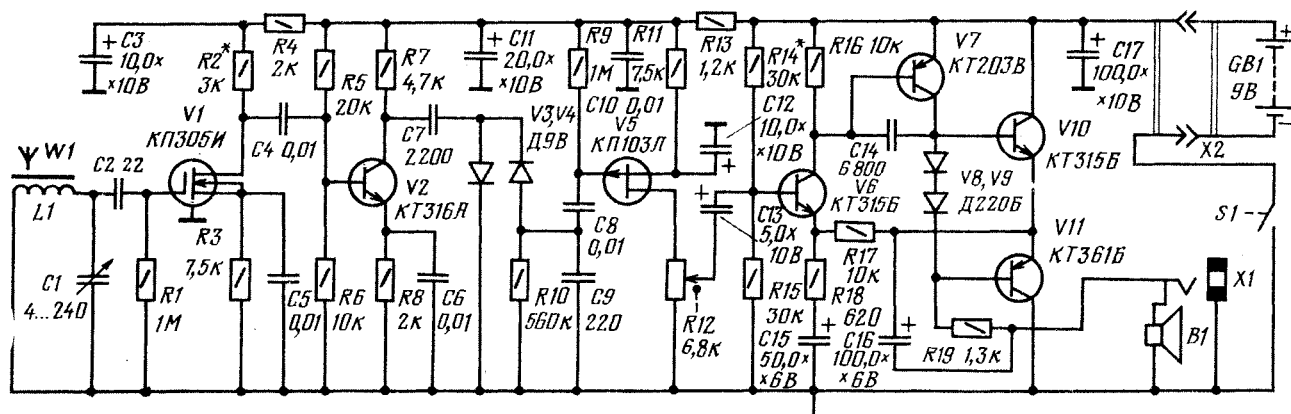 C3
10,0×
×10В
R2*
3к
R4
2к
R5
20к
R7
4,7к
C11
20,0×
×10В
R9
1М
R11
7,5к
R13
1,2к
R14*
30к
R16 10к
V7
КТ203В
C17
100,0×
×10В
GB1
9В
V1
КП305И
C4 0,01
C7
2200
V3,V4
Д9В
C10 0,01
V5
КП103Л
C12
10,0×
×10В
C14
6800
V6
КТ315Б
V10
КТ315Б
X2
W1
L1
C2 22
V2
КТ316А
C8
0,01
C13
5,0×
10В
V8,V9
Д220Б
V11
КТ361Б
S1
C1
4...240
R1
1М
R3
7,5к
C5
0,01
R6
10к
R8
2к
C6
0,01
R10
560к
C9
220
R12
6,8к
R15
30к
C15
50,0×
×6В
R17
10к
R18
620
C16
100,0×
×6В
R19 1,3к
B1
X1